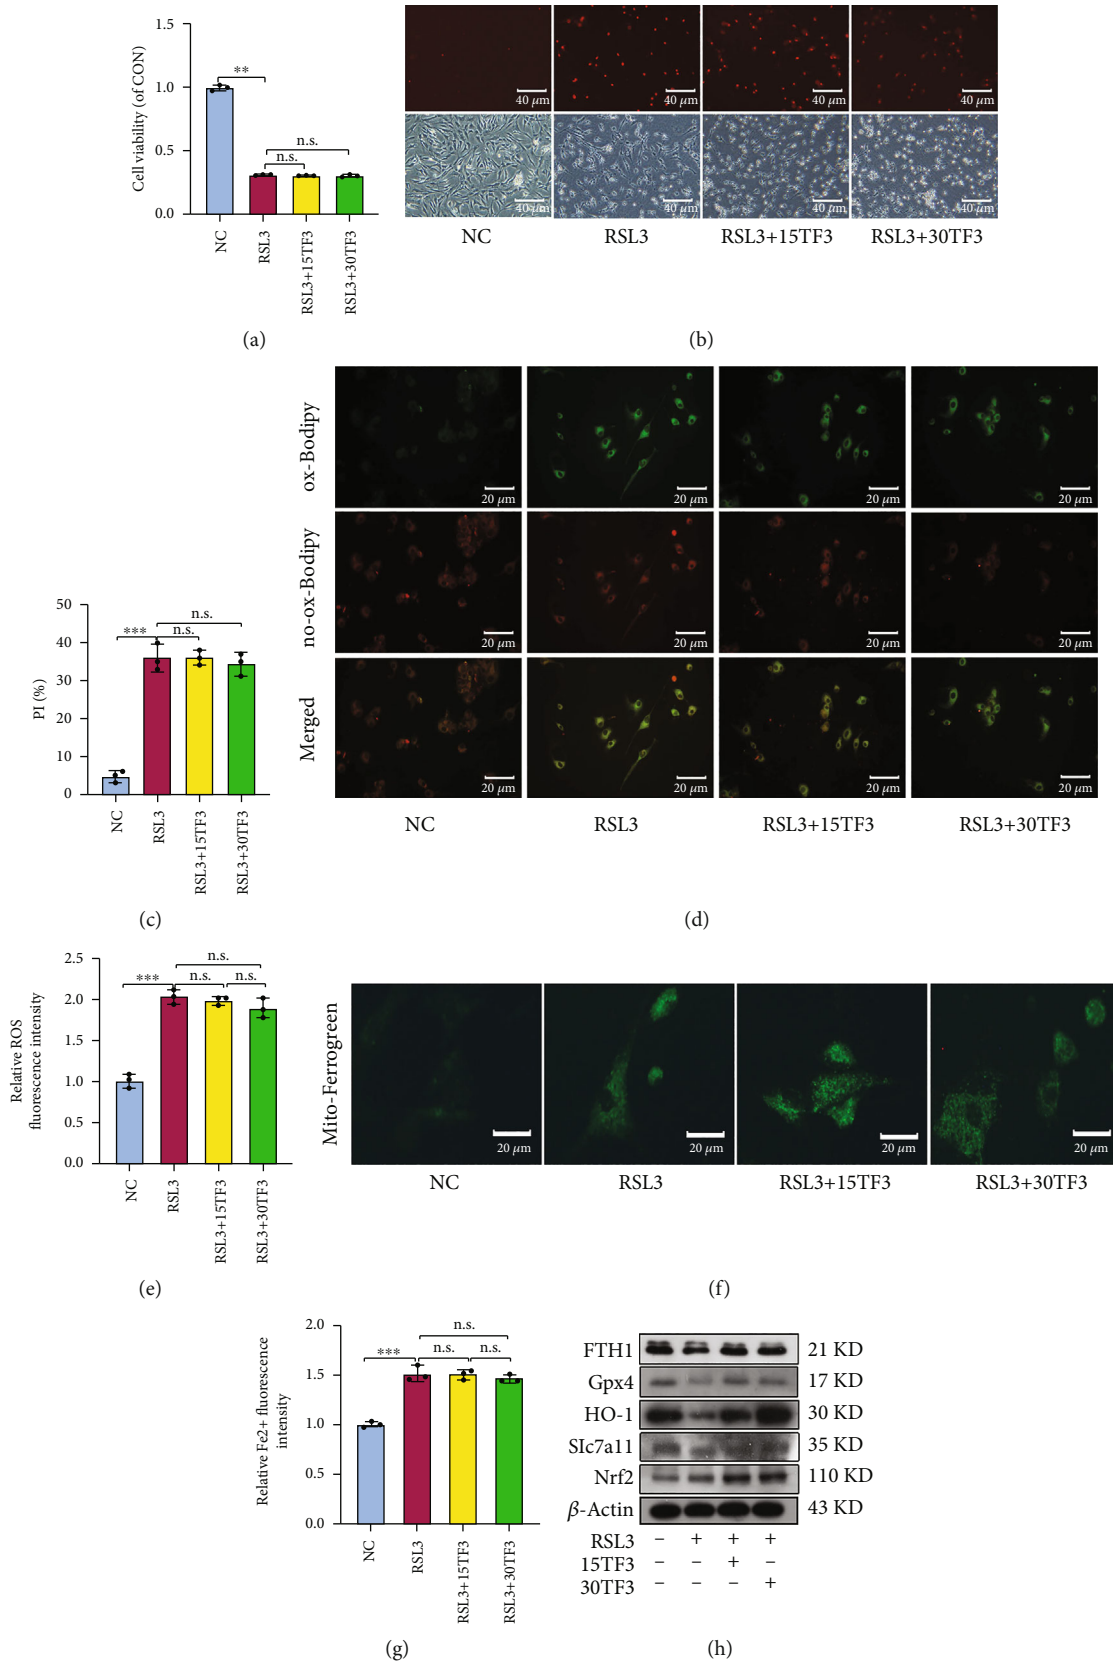 1.5
1.0
0.5
0.0
Cell viability (of CON)
**
n.s.
n.s.
NC
RSL3
RSL3+15TF3
RSL3+30TF3
(a)
40 μm
40 μm
40 μm
40 μm
40 μm
40 μm
40 μm
40 μm
NC
RSL3
RSL3+15TF3
RSL3+30TF3
(b)
50
40
30
20
10
0
PI (%)
***
n.s.
n.s.
NC
RSL3
RSL3+15TF3
RSL3+30TF3
(c)
ox-Bodipy
20 μm
20 μm
20 μm
20 μm
no-ox-Bodipy
20 μm
20 μm
20 μm
20 μm
Merged
20 μm
20 μm
20 μm
20 μm
NC
RSL3
RSL3+15TF3
RSL3+30TF3
(d)
2.5
2.0
1.5
1.0
0.5
0.0
Relative ROS
fluorescence intensity
***
n.s.
n.s.
n.s.
NC
RSL3
RSL3+15TF3
RSL3+30TF3
(e)
Mito-Ferrogreen
20 μm
20 μm
20 μm
20 μm
NC
RSL3
RSL3+15TF3
RSL3+30TF3
(f)
2.0
1.5
1.0
0.5
0.0
Relative Fe2+ fluorescence
intensity
***
n.s.
n.s.
n.s.
NC
RSL3
RSL3+15TF3
RSL3+30TF3
(g)
FTH1 21 KD
Gpx4 17 KD
HO-1 30 KD
SIc7a11 35 KD
Nrf2 110 KD
β-Actin 43 KD
RSL3 – + + +
15TF3 – – + –
30TF3 – – – +
(h)